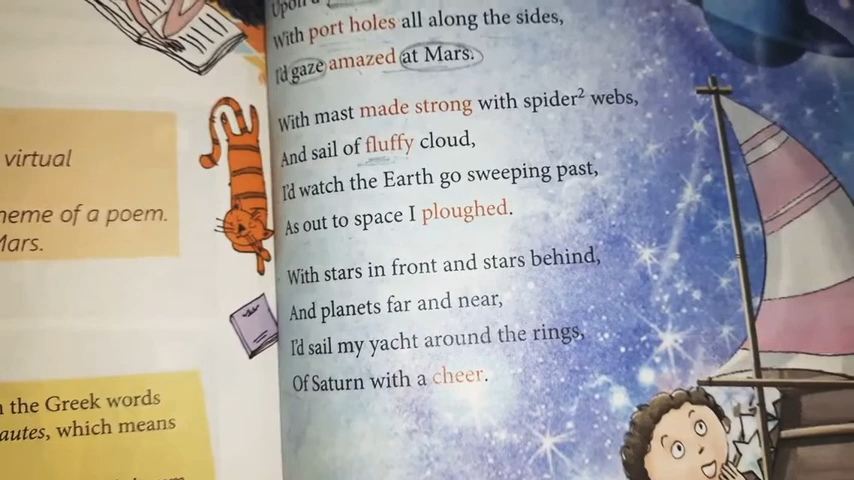 virtual
heme of a poem.
Mars.
n the Greek words
autes, which means
Upon a
With port holes all along the sides,
I'd gaze amazed at Mars.
With mast made strong with spider² webs,
And sail of fluffy cloud,
I'd watch the Earth go sweeping past,
As out to space I ploughed.
With stars in front and stars behind,
And planets far and near,
I'd sail my yacht around the rings,
Of Saturn with a cheer.